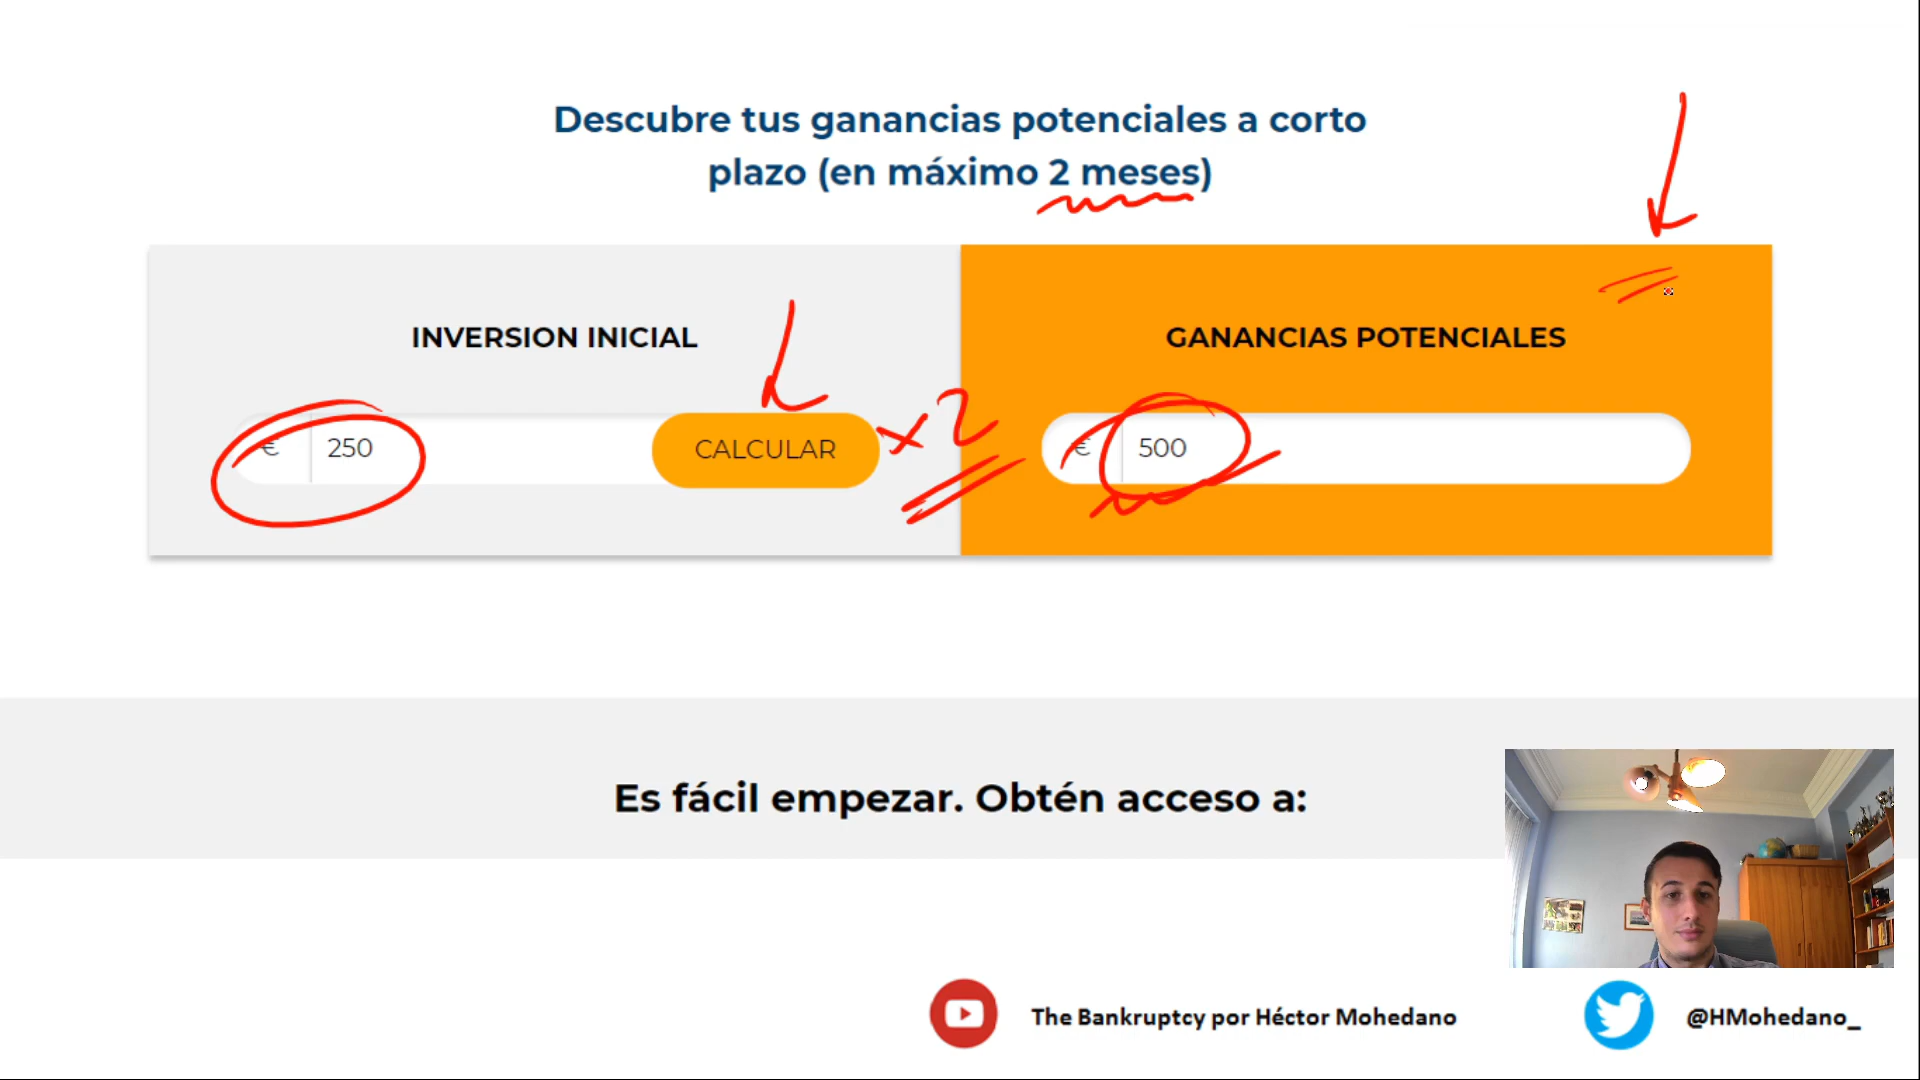 Descubre tus ganancias potenciales a corto
plazo (en máximo 2 meses)
INVERSION INICIAL
€ 250
CALCULAR
x2
GANANCIAS POTENCIALES
€ 500
Es fácil empezar. Obtén acceso a:
The Bankruptcy por Héctor Mohedano
@HMohedano_